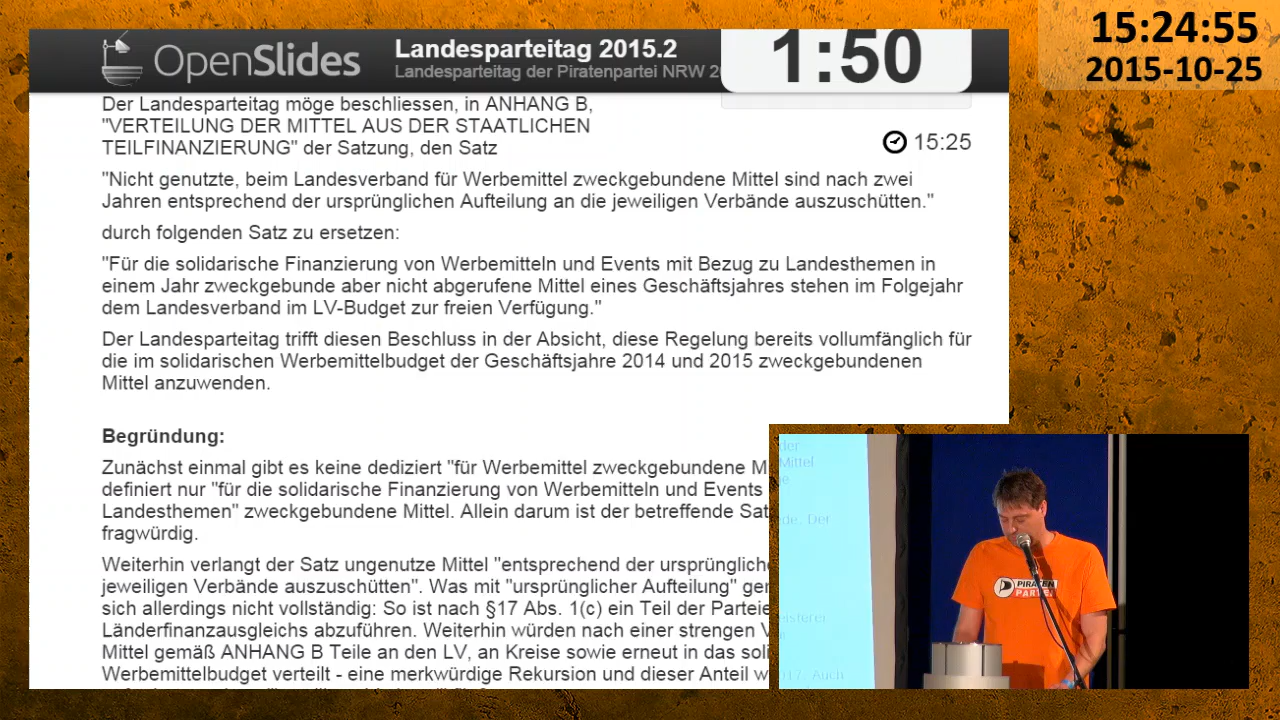 15:24:55
2015-10-25
OpenSlides
Landesparteitag 2015.2
Landesparteitag der Piratenpartei NRW
1:50
15:25
Der Landesparteitag möge beschliessen, in ANHANG B,
"VERTEILUNG DER MITTEL AUS DER STAATLICHEN
TEILFINANZIERUNG" der Satzung, den Satz
"Nicht genutzte, beim Landesverband für Werbemittel zweckgebundene Mittel sind nach zwei
Jahren entsprechend der ursprünglichen Aufteilung an die jeweiligen Verbände auszuschütten."
durch folgenden Satz zu ersetzen:
"Für die solidarische Finanzierung von Werbemitteln und Events mit Bezug zu Landesthemen in
einem Jahr zweckgebunde aber nicht abgerufene Mittel eines Geschäftsjahres stehen im Folgejahr
dem Landesverband im LV-Budget zur freien Verfügung."
Der Landesparteitag trifft diesen Beschluss in der Absicht, diese Regelung bereits vollumfänglich für
die im solidarischen Werbemittelbudget der Geschäftsjahre 2014 und 2015 zweckgebundenen
Mittel anzuwenden.
Begründung:
Zunächst einmal gibt es keine dediziert "für Werbemittel zweckgebundene M
definiert nur "für die solidarische Finanzierung von Werbemitteln und Events
Landesthemen" zweckgebundene Mittel. Allein darum ist der betreffende Sat
fragwürdig.
Weiterhin verlangt der Satz ungenutze Mittel "entsprechend der ursprünglich
jeweiligen Verbände auszuschütten". Was mit "ursprünglicher Aufteilung" ge
sich allerdings nicht vollständig: So ist nach §17 Abs. 1(c) ein Teil der Parteie
Länderfinanzausgleichs abzuführen. Weiterhin würden nach einer strengen V
Mittel gemäß ANHANG B Teile an den LV, an Kreise sowie erneut in das soli
Werbemittelbudget verteilt - eine merkwürdige Rekursion und dieser Anteil w
der
Mittel
Der
2017. Auch
PIRATEN
PARTEI